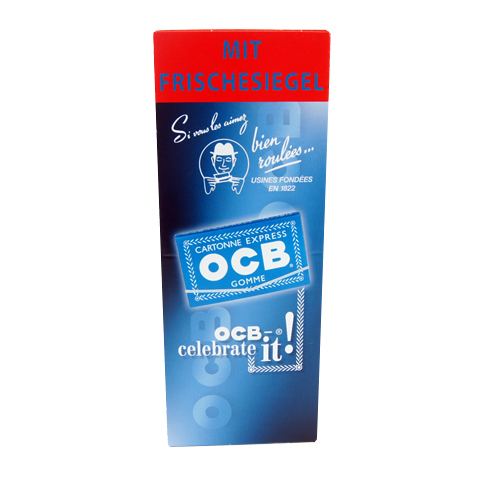 MIT
FRISCHESIEGEL
Si vous les aimez
bien
roulées...
USINES FONDÉES
EN 1822
CARTONNE EXPRESS
OCB
GOMME
OCB-®
celebrate it!
OCB